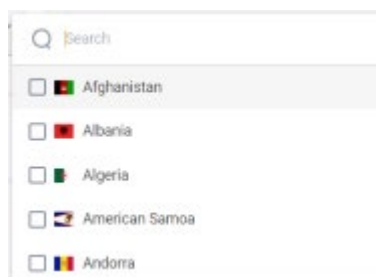 Search
Afghanistan
Albania
Algeria
American Samoa
Andorra